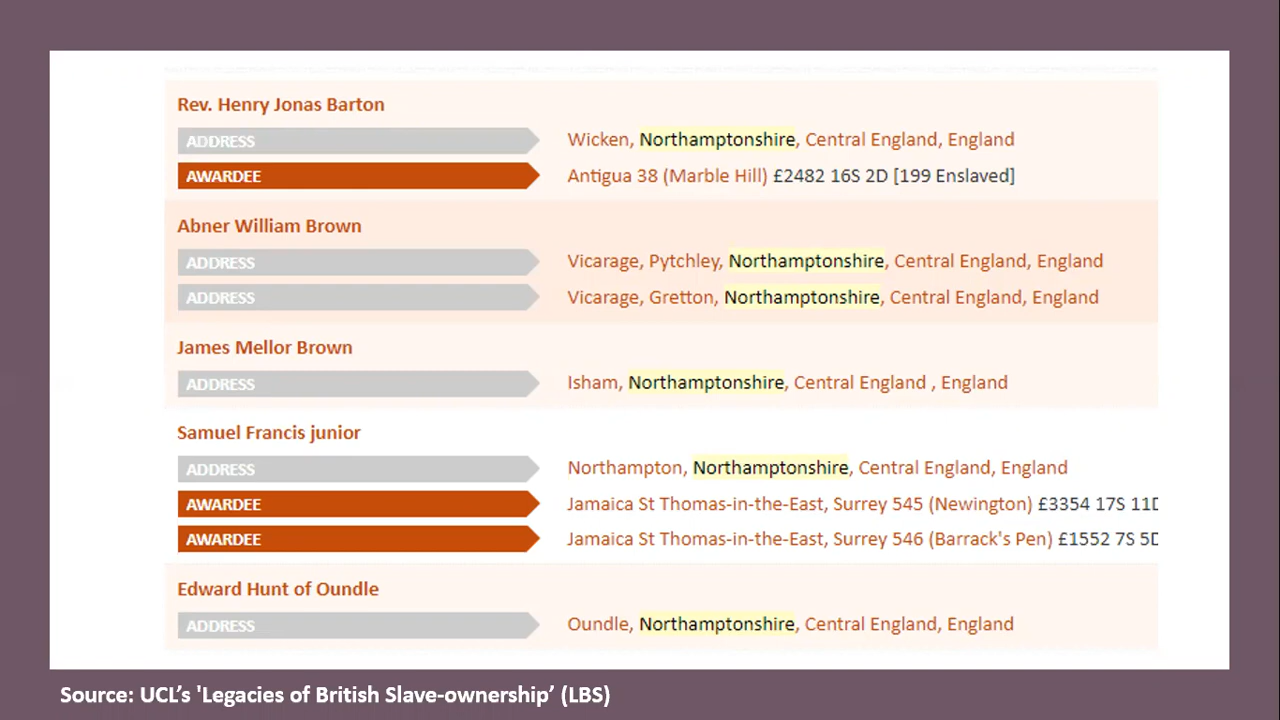 Rev. Henry Jonas Barton
ADDRESS Wicken, Northamptonshire, Central England, England
AWARDEE Antigua 38 (Marble Hill) £2482 16S 2D [199 Enslaved]
Abner William Brown
ADDRESS Vicarage, Pytchley, Northamptonshire, Central England, England
ADDRESS Vicarage, Gretton, Northamptonshire, Central England, England
James Mellor Brown
ADDRESS Isham, Northamptonshire, Central England , England
Samuel Francis junior
ADDRESS Northampton, Northamptonshire, Central England, England
AWARDEE Jamaica St Thomas-in-the-East, Surrey 545 (Newington) £3354 17S 11D
AWARDEE Jamaica St Thomas-in-the-East, Surrey 546 (Barrack's Pen) £1552 7S 5D
Edward Hunt of Oundle
ADDRESS Oundle, Northamptonshire, Central England, England
Source: UCL’s 'Legacies of British Slave-ownership’ (LBS)